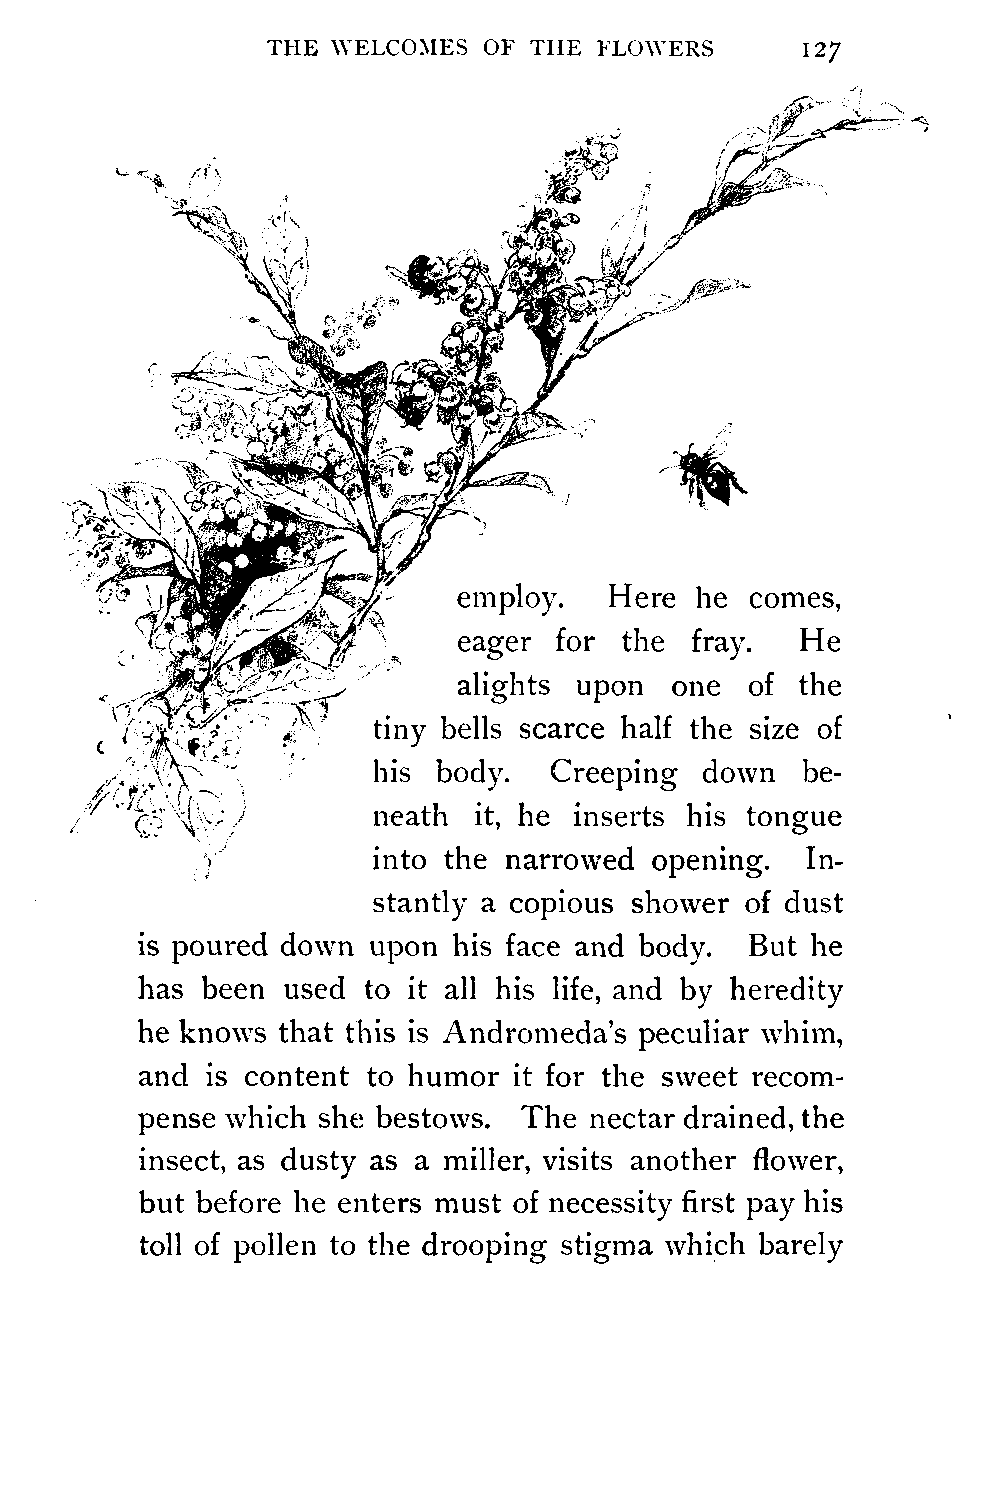 THE WELCOMES OF THE FLOWERS 127
employ. Here he comes,
eager for the fray. He
alights upon one of the
tiny bells scarce half the size of
his body. Creeping down be-
neath it, he inserts his tongue
into the narrowed opening. In-
stantly a copious shower of dust
is poured down upon his face and body. But he
has been used to it all his life, and by heredity
he knows that this is Andromeda's peculiar whim,
and is content to humor it for the sweet recom-
pense which she bestows. The nectar drained, the
insect, as dusty as a miller, visits another flower,
but before he enters must of necessity first pay his
toll of pollen to the drooping stigma which barely